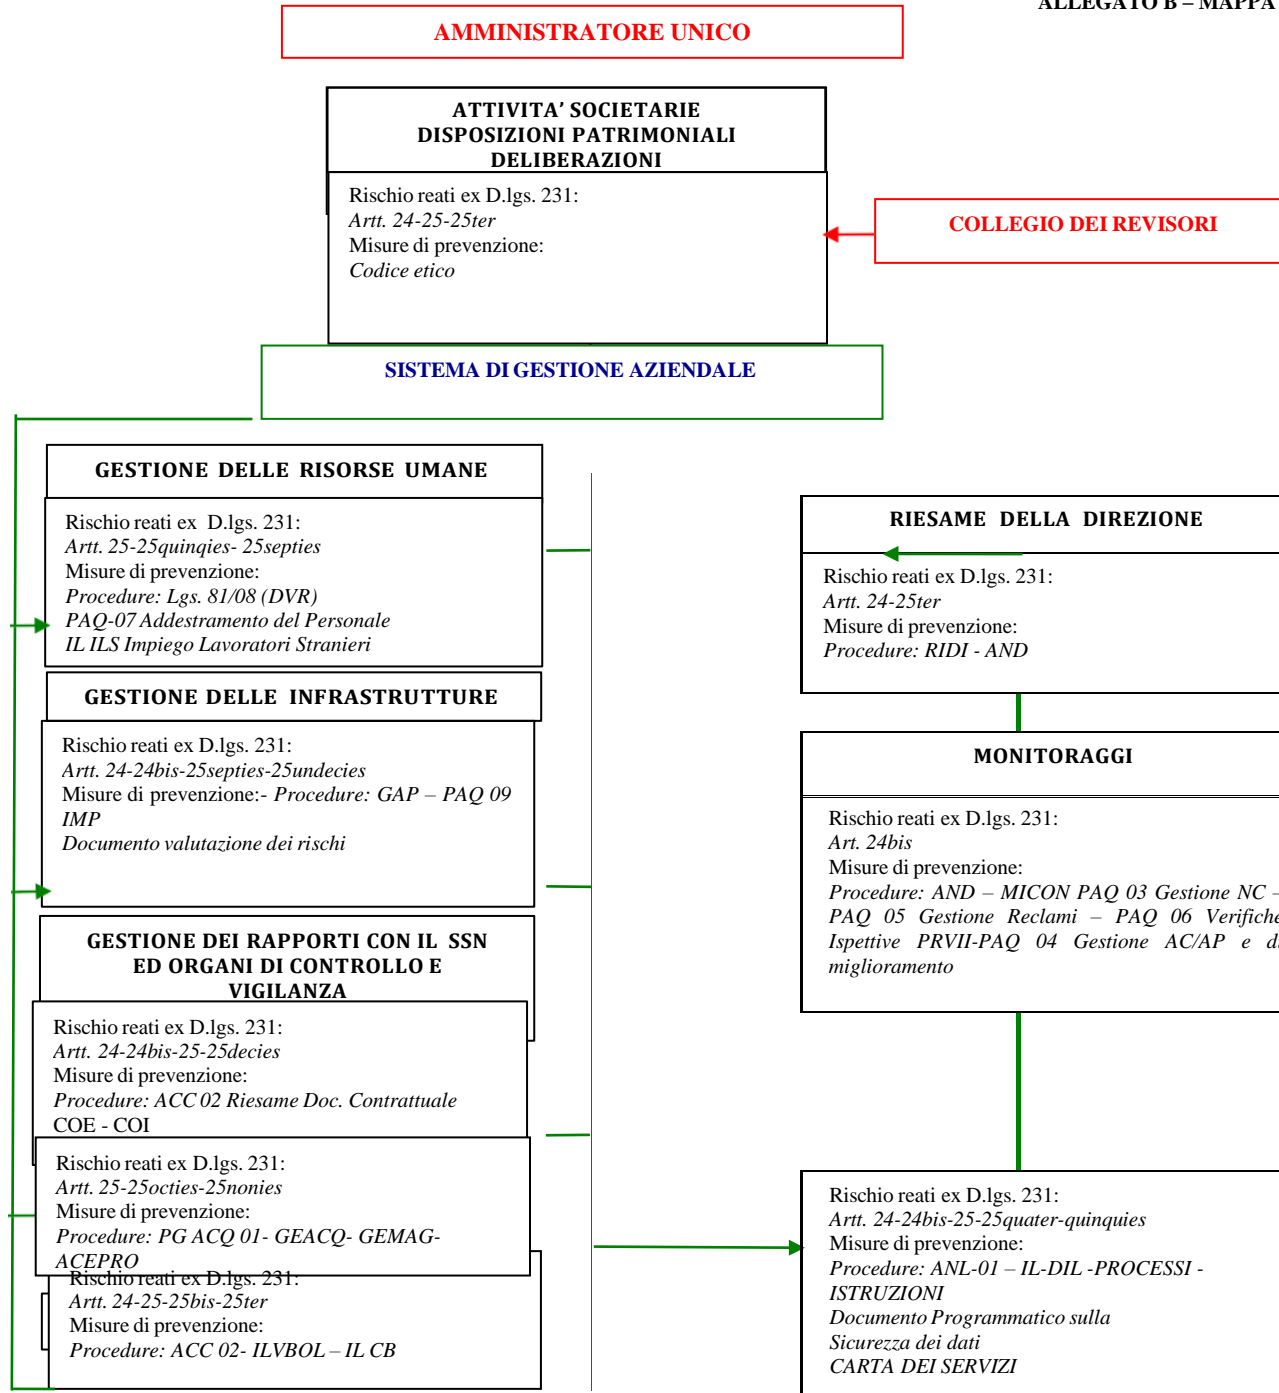 ALLEGATO B – MAPPA
AMMINISTRATORE UNICO
ATTIVITA’ SOCIETARIE
DISPOSIZIONI PATRIMONIALI
DELIBERAZIONI
Rischio reati ex D.lgs. 231:
Artt. 24-25-25ter
Misure di prevenzione:
Codice etico
COLLEGIO DEI REVISORI
SISTEMA DI GESTIONE AZIENDALE
GESTIONE DELLE RISORSE UMANE
Rischio reati ex D.lgs. 231:
Artt. 25-25quinqies- 25septies
Misure di prevenzione:
Procedure: Lgs. 81/08 (DVR)
PAQ-07 Addestramento del Personale
IL ILS Impiego Lavoratori Stranieri
GESTIONE DELLE INFRASTRUTTURE
Rischio reati ex D.lgs. 231:
Artt. 24-24bis-25septies-25undecies
Misure di prevenzione:- Procedure: GAP – PAQ 09
IMP
Documento valutazione dei rischi
GESTIONE DEI RAPPORTI CON IL SSN
ED ORGANI DI CONTROLLO E
VIGILANZA
Rischio reati ex D.lgs. 231:
Artt. 24-24bis-25-25decies
Misure di prevenzione:
Procedure: ACC 02 Riesame Doc. Contrattuale
COE - COI
Rischio reati ex D.lgs. 231:
Artt. 25-25octies-25nonies
Misure di prevenzione:
Procedure: PG ACQ 01- GEACQ- GEMAG-
ACEPRO
Rischio reati ex D.lgs. 231:
Artt. 24-25-25bis-25ter
Misure di prevenzione:
Procedure: ACC 02- ILVBOL – IL CB
RIESAME DELLA DIREZIONE
Rischio reati ex D.lgs. 231:
Artt. 24-25ter
Misure di prevenzione:
Procedure: RIDI - AND
MONITORAGGI
Rischio reati ex D.lgs. 231:
Art. 24bis
Misure di prevenzione:
Procedure: AND – MICON PAQ 03 Gestione NC –
PAQ 05 Gestione Reclami – PAQ 06 Verifiche
Ispettive PRVII-PAQ 04 Gestione AC/AP e di
miglioramento
Rischio reati ex D.lgs. 231:
Artt. 24-24bis-25-25quater-quinquies
Misure di prevenzione:
Procedure: ANL-01 – IL-DIL -PROCESSI -
ISTRUZIONI
Documento Programmatico sulla
Sicurezza dei dati
CARTA DEI SERVIZI